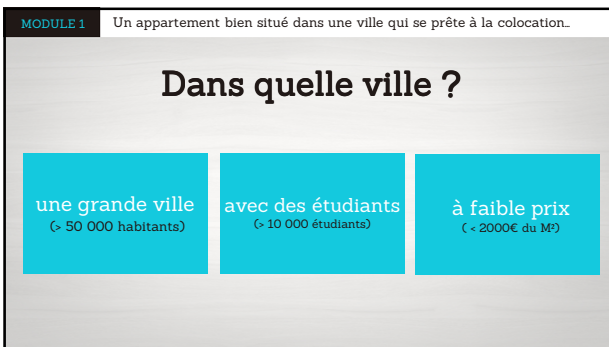 MODULE 1 Un appartement bien situé dans une ville qui se prête à la colocation...
Dans quelle ville ?
une grande ville
(> 50 000 habitants)
avec des étudiants
(> 10 000 étudiants)
à faible prix
( < 2000€ du M²)